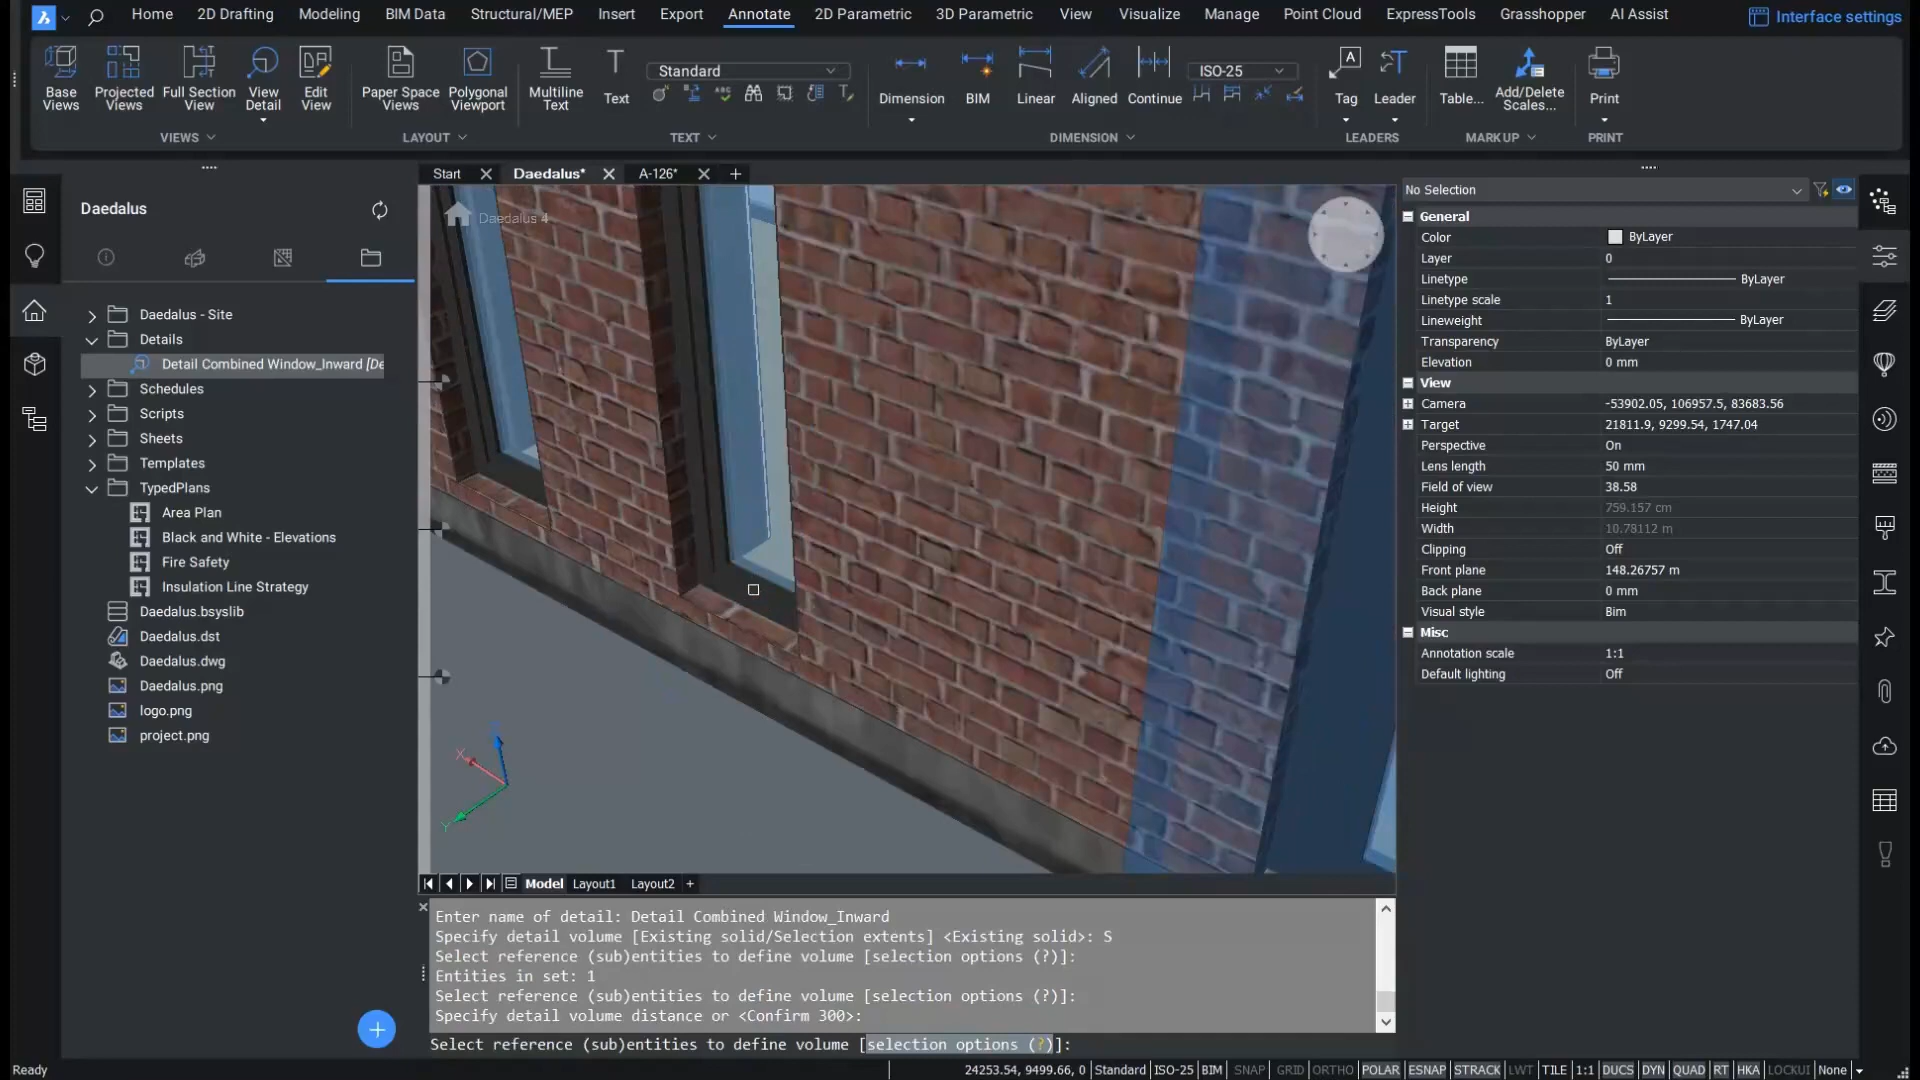 Home 2D Drafting Modeling BIM Data Structural/MEP Insert Export Annotate 2D Parametric 3D Parametric View Visualize Manage Point Cloud ExpressTools Grasshopper AI Assist Interface settings
Base Views
Projected Views
Full Section View
View Detail
Edit View
Paper Space Views
Polygonal Viewport
Multiline Text
Text
Standard
Dimension
BIM
Linear
Aligned
Continue
ISO-25
Tag
Leader
Table...
Add/Delete Scales...
Print
VIEWS LAYOUT TEXT DIMENSION LEADERS MARKUP PRINT
Start Daedalus* A-126*
Daedalus
Daedalus - Site
Details
Detail Combined Window_Inward [De
Schedules
Scripts
Sheets
Templates
TypedPlans
Area Plan
Black and White - Elevations
Fire Safety
Insulation Line Strategy
Daedalus.bsyslib
Daedalus.dst
Daedalus.dwg
Daedalus.png
logo.png
project.png
Daedalus 4
X
Y
No Selection
General
Color ByLayer
Layer 0
Linetype ByLayer
Linetype scale 1
Lineweight ByLayer
Transparency ByLayer
Elevation 0 mm
View
Camera -53902.05, 106957.5, 83683.56
Target 21811.9, 9299.54, 1747.04
Perspective On
Lens length 50 mm
Field of view 38.58
Height 759.157 cm
Width 10.78112 m
Clipping Off
Front plane 148.26757 m
Back plane 0 mm
Visual style Bim
Misc
Annotation scale 1:1
Default lighting Off
Model Layout1 Layout2 +
Enter name of detail: Detail Combined Window_Inward
Specify detail volume [Existing solid/Selection extents] <Existing solid>: S
Select reference (sub)entities to define volume [selection options (?)]:
Entities in set: 1
Select reference (sub)entities to define volume [selection options (?)]:
Specify detail volume distance or <Confirm 300>:
Select reference (sub)entities to define volume [selection options (?)]:
Ready 24253.54, 9499.66, 0 Standard ISO-25 BIM SNAP GRID ORTHO POLAR ESNAP STRACK LWT TILE 1:1 DUCS DYN QUAD RT HKA LOCKUI None